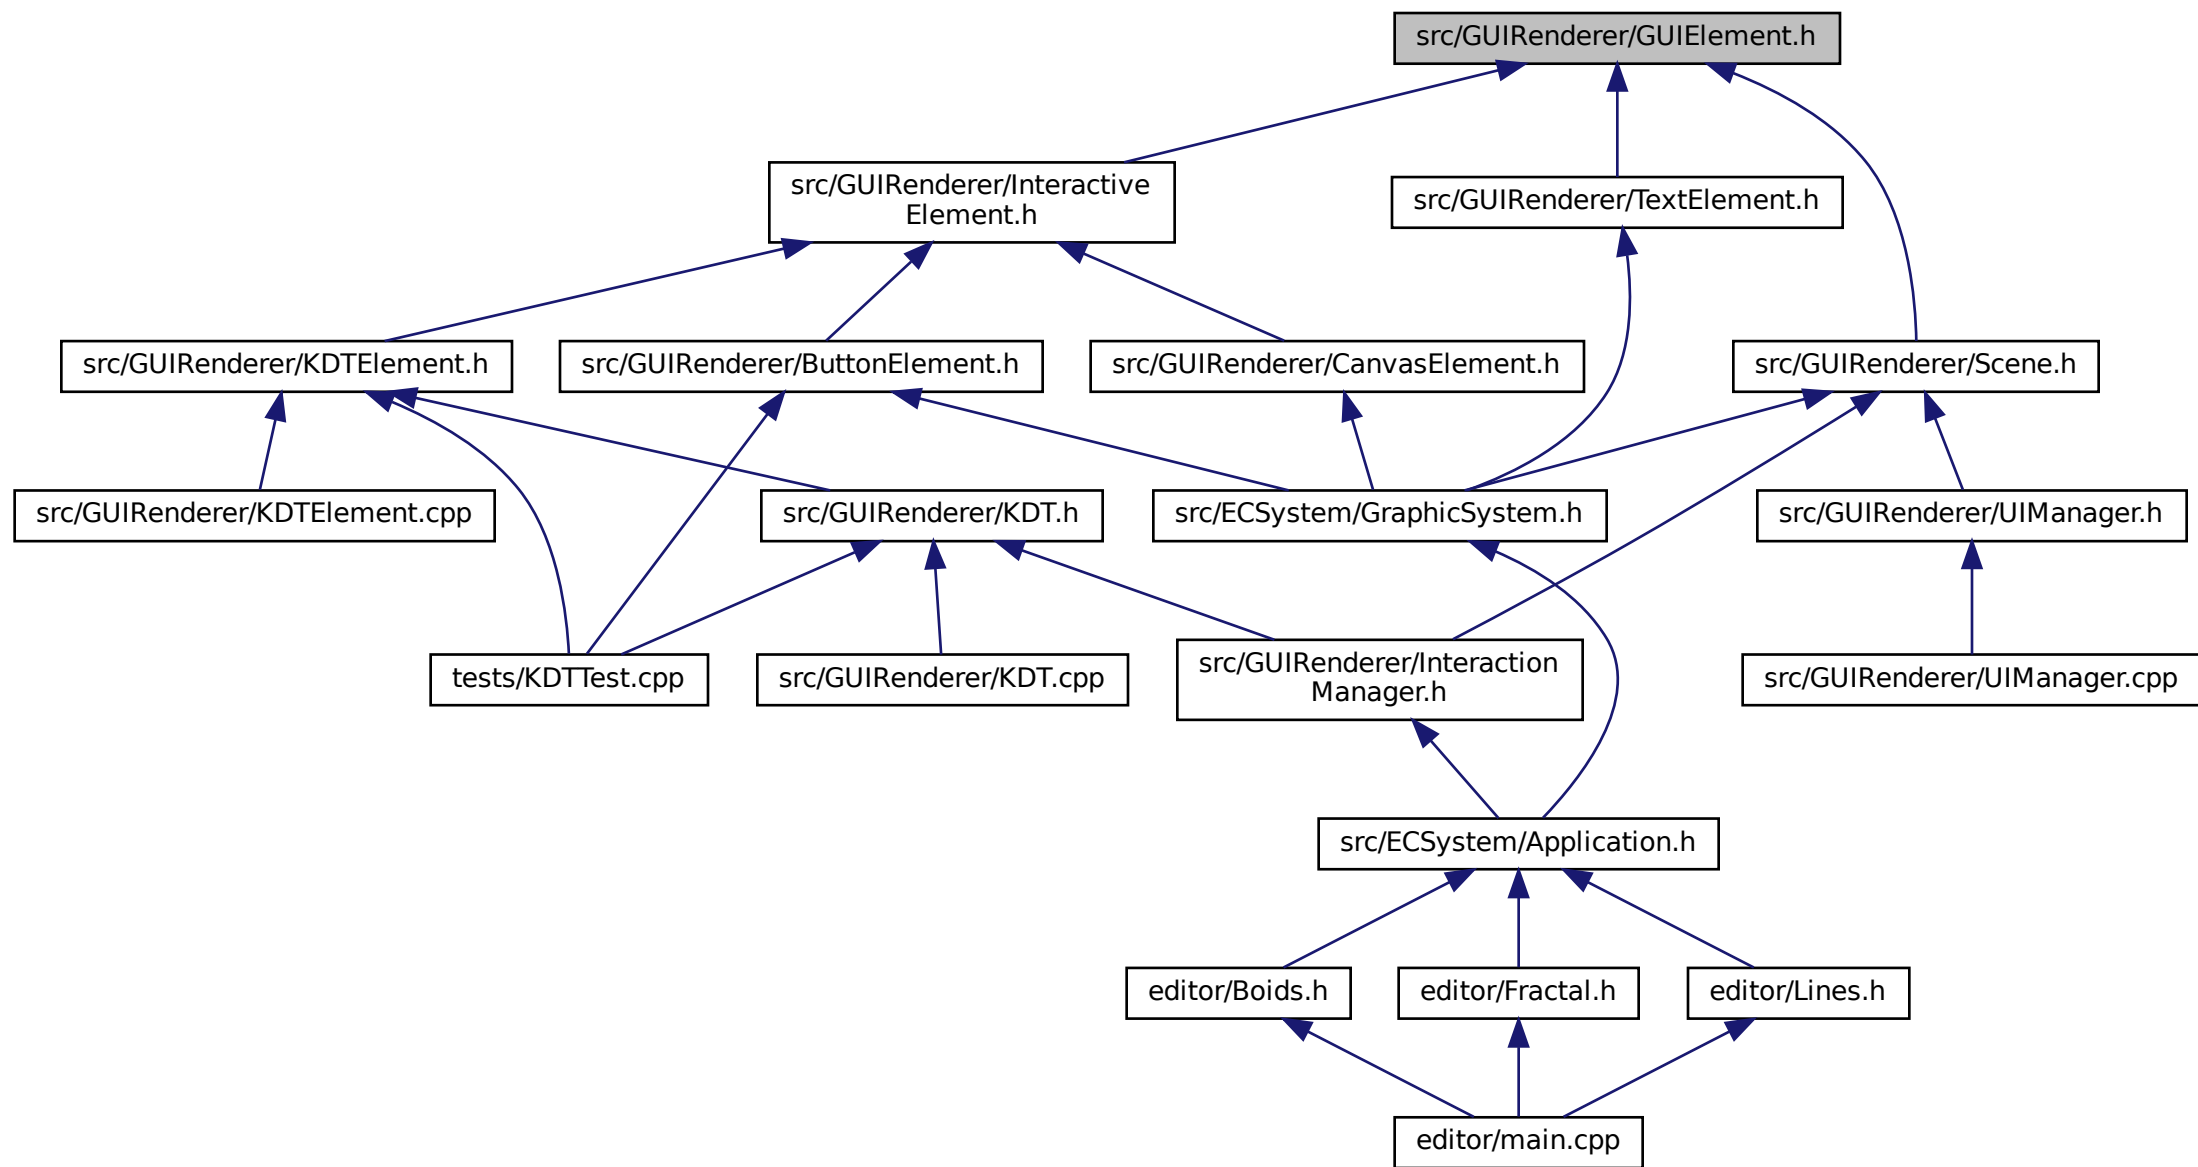 src/GUIRenderer/GUIElement.h
src/GUIRenderer/Interactive
Element.h
src/GUIRenderer/TextElement.h
src/GUIRenderer/KDTElement.h
src/GUIRenderer/ButtonElement.h
src/GUIRenderer/CanvasElement.h
src/GUIRenderer/Scene.h
src/GUIRenderer/KDTElement.cpp
src/GUIRenderer/KDT.h
src/ECSystem/GraphicSystem.h
src/GUIRenderer/UIManager.h
tests/KDTTest.cpp
src/GUIRenderer/KDT.cpp
src/GUIRenderer/Interaction
Manager.h
src/GUIRenderer/UIManager.cpp
src/ECSystem/Application.h
editor/Boids.h
editor/Fractal.h
editor/Lines.h
editor/main.cpp